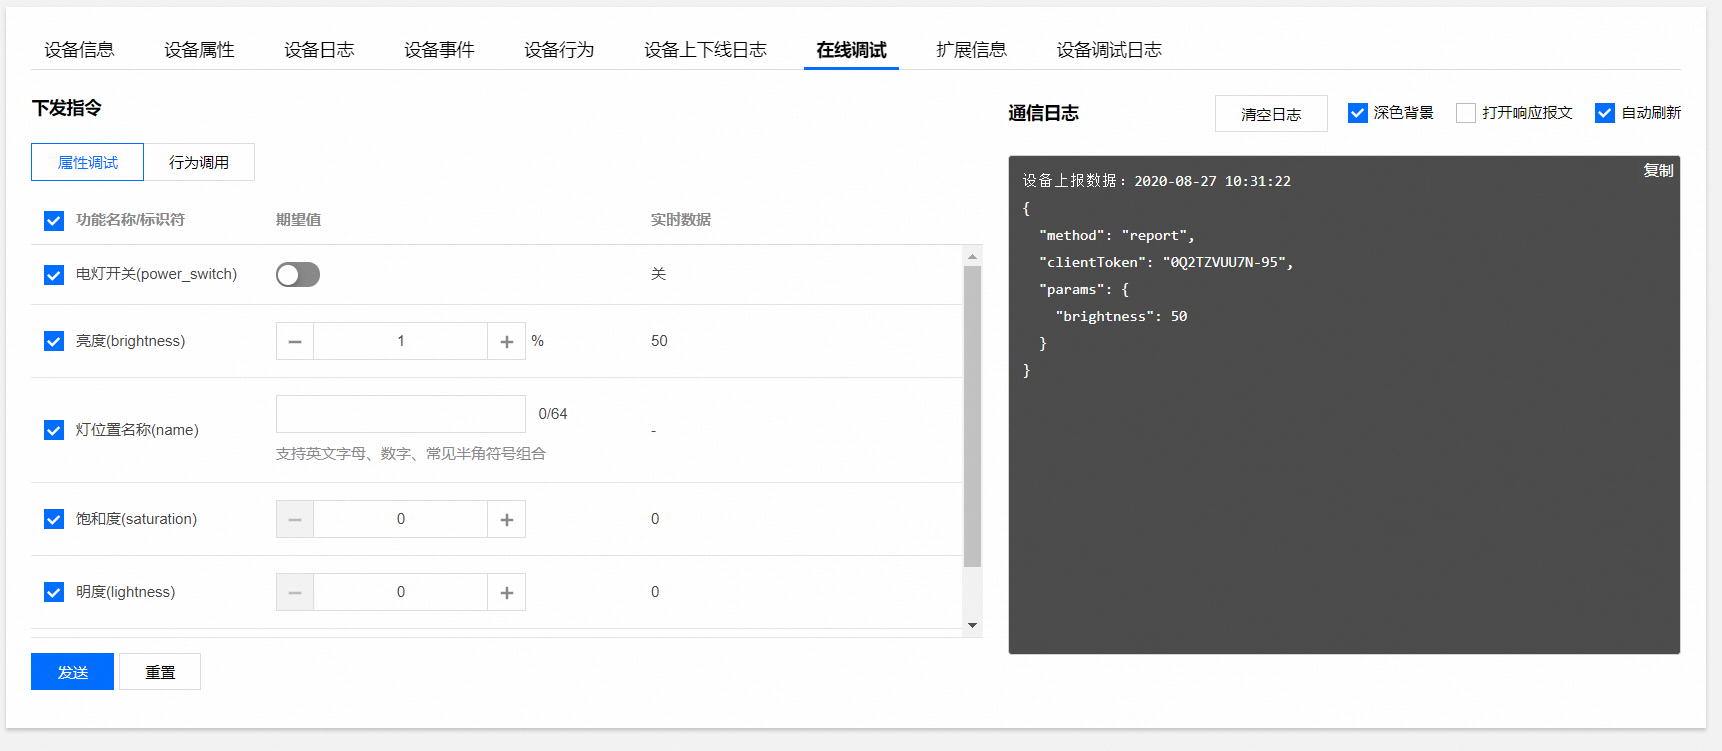 设备信息 设备属性 设备日志 设备事件 设备行为 设备上下线日志 在线调试 扩展信息 设备调试日志
下发指令
属性调试 行为调用
功能名称/标识符 期望值 实时数据
电灯开关(power_switch) 关
亮度(brightness) 1 % 50
灯位置名称(name) 0/64 -
支持英文字母、数字、常见半角符号组合
饱和度(saturation) 0 0
明度(lightness) 0 0
发送 重置
通信日志 清空日志 深色背景 打开响应报文 自动刷新
复制
设备上报数据：2020-08-27 10:31:22
{
"method": "report",
"clientToken": "0Q2TZVUU7N-95",
"params": {
"brightness": 50
}
}